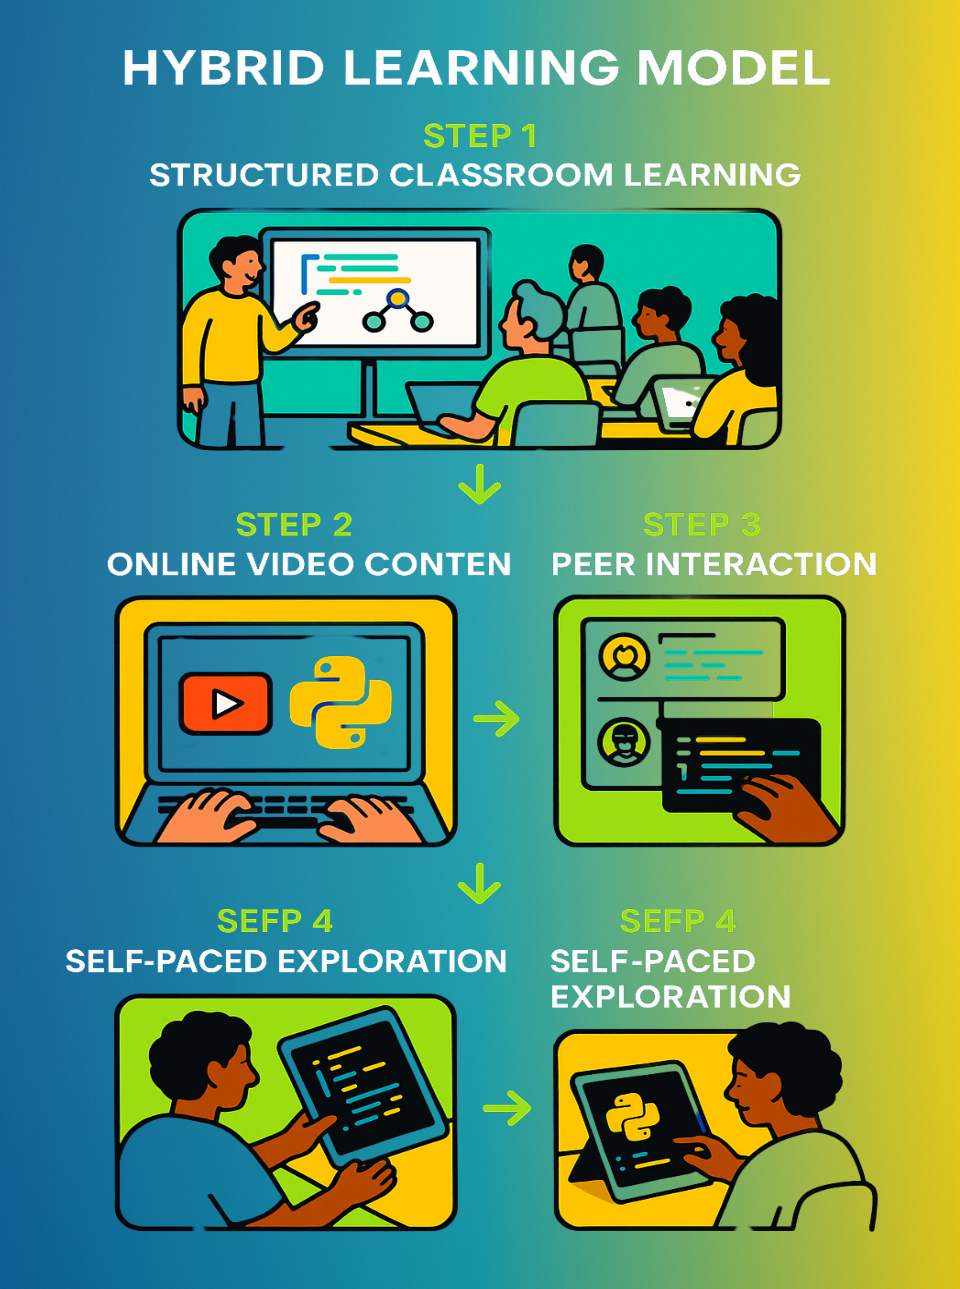 HYBRID LEARNING MODEL
STEP 1
STRUCTURED CLASSROOM LEARNING
STEP 2
ONLINE VIDEO CONTEN
STEP 3
PEER INTERACTION
SEFP 4
SELF-PACED EXPLORATION
SEFP 4
SELF-PACED
EXPLORATION